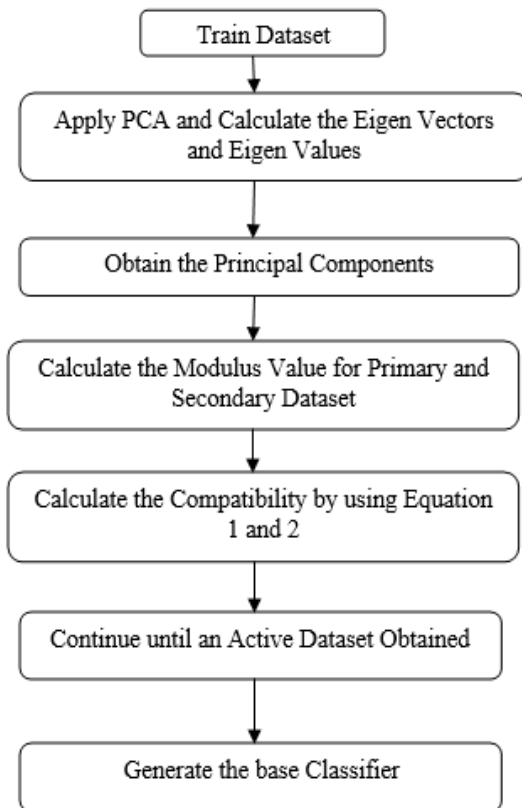 Train Dataset
Apply PCA and Calculate the Eigen Vectors
and Eigen Values
Obtain the Principal Components
Calculate the Modulus Value for Primary and
Secondary Dataset
Calculate the Compatibility by using Equation
1 and 2
Continue until an Active Dataset Obtained
Generate the base Classifier